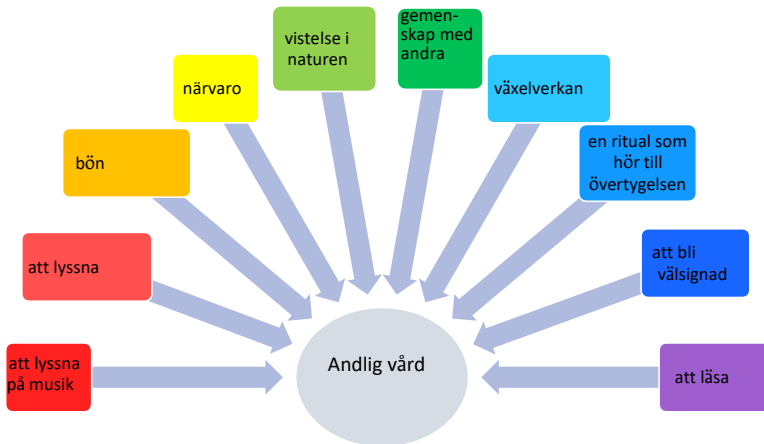 gemen-
skap med
andra
vistelse i
naturen
närvaro
växelverkan
bön
en ritual som
hör till
övertygelsen
att lyssna
att bli
välsignad
att lyssna
på musik
Andlig vård
att läsa